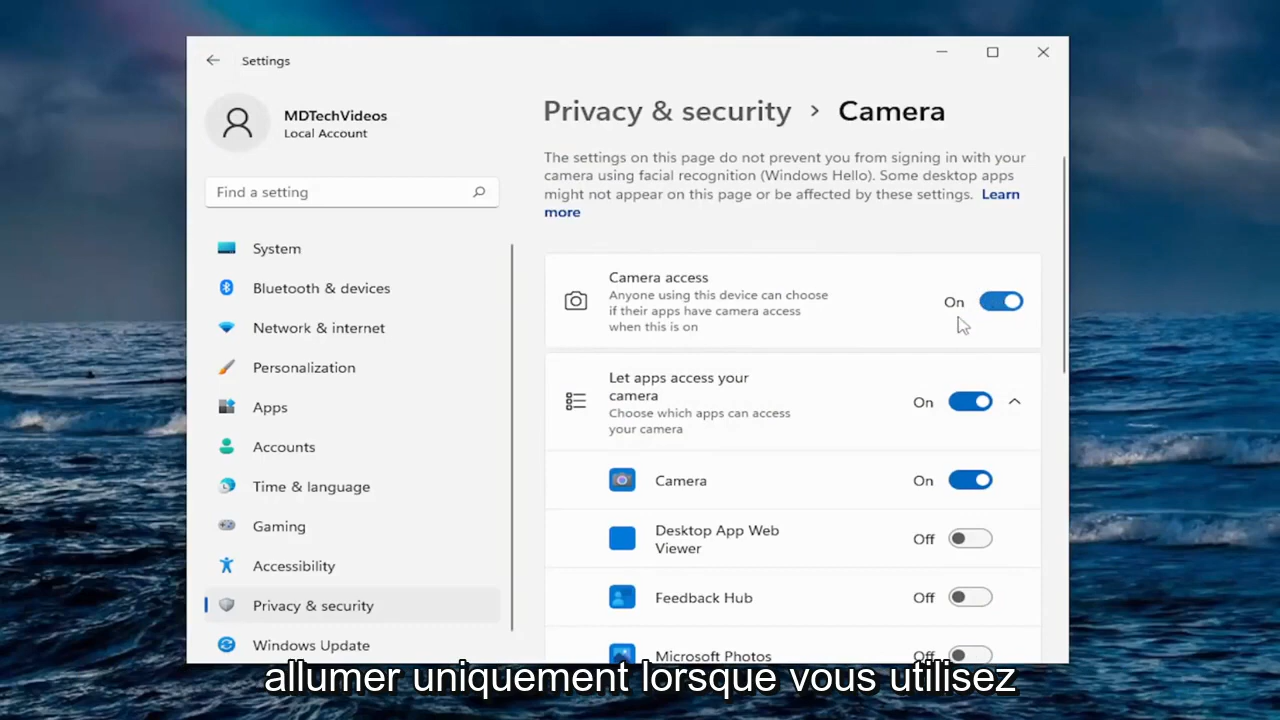 Settings
MDTechVideos
Local Account
Find a setting
System
Bluetooth & devices
Network & internet
Personalization
Apps
Accounts
Time & language
Gaming
Accessibility
Privacy & security
Windows Update
Privacy & security › Camera
The settings on this page do not prevent you from signing in with your
camera using facial recognition (Windows Hello). Some desktop apps
might not appear on this page or be affected by these settings. Learn
more
Camera access
Anyone using this device can choose
if their apps have camera access
when this is on
On
Let apps access your
camera
Choose which apps can access
your camera
On
Camera
On
Desktop App Web
Viewer
Off
Feedback Hub
Off
Microsoft Photos
Off
allumer uniquement lorsque vous utilisez